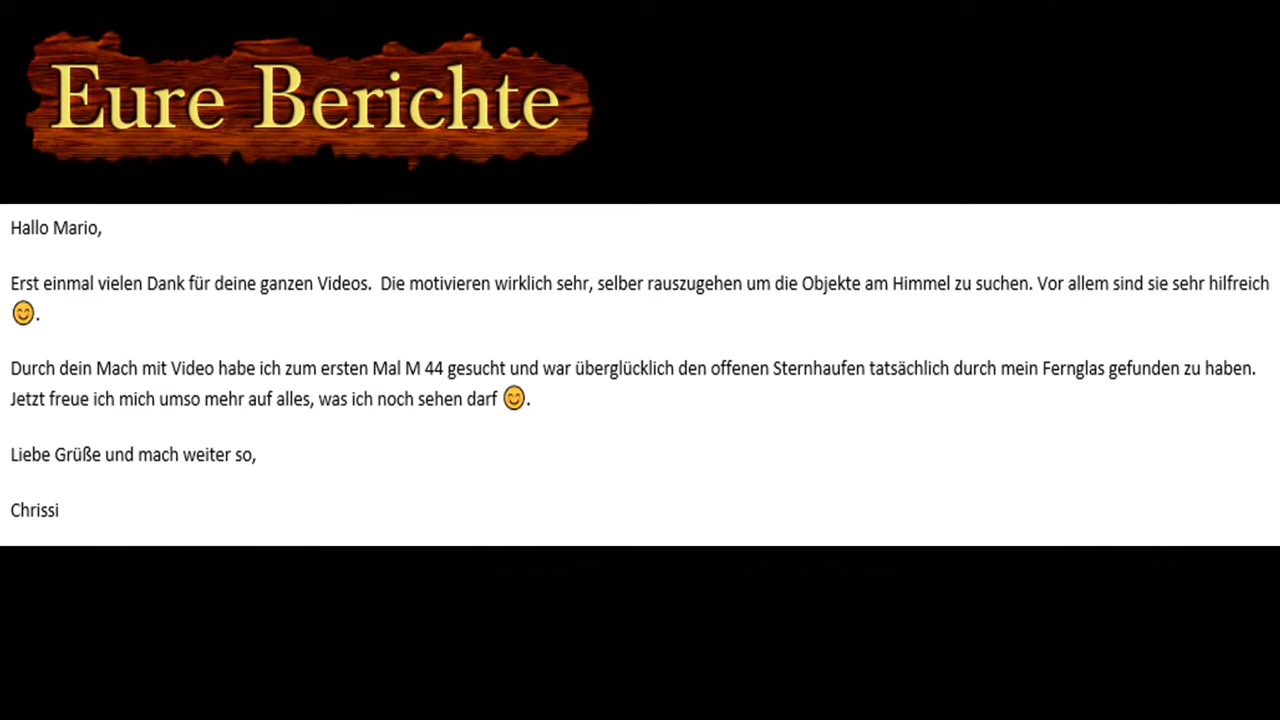 Eure Berichte
Hallo Mario,
Erst einmal vielen Dank für deine ganzen Videos.  Die motivieren wirklich sehr, selber rauszugehen um die Objekte am Himmel zu suchen. Vor allem sind sie sehr hilfreich
😊.
Durch dein Mach mit Video habe ich zum ersten Mal M 44 gesucht und war überglücklich den offenen Sternhaufen tatsächlich durch mein Fernglas gefunden zu haben.
Jetzt freue ich mich umso mehr auf alles, was ich noch sehen darf 😊.
Liebe Grüße und mach weiter so,
Chrissi